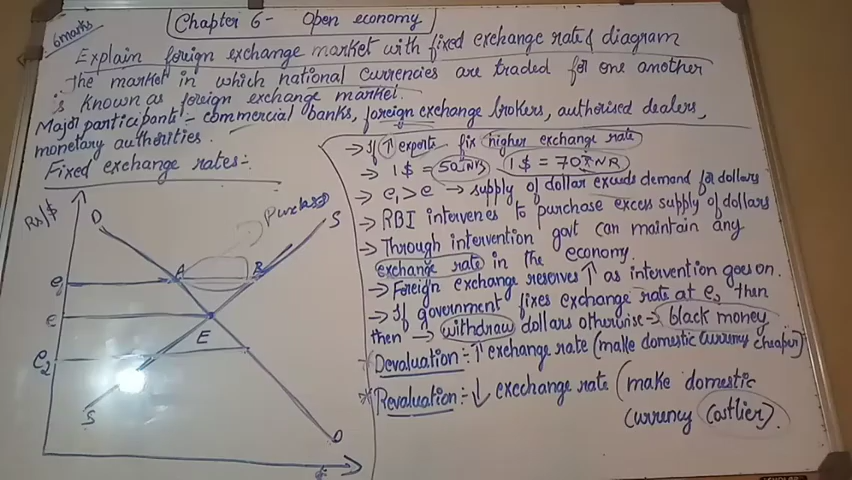 6marks
Chapter 6- Open economy
Explain foreign exchange market with fixed exchange rate & diagram
The market in which national currencies are traded for one another
is known as foreign exchange market.
Major participants- commercial banks, foreign exchange brokers, authorised dealers,
monetary authorities.
Fixed exchange rates:-
Rs/$
D
Purchases
S
A
B
e1
e
E
e2
S
D
$
→ If ↑ exports fix higher exchange rate
→ 1$ = 50INR 1$ = 70INR
→ e1 > e → supply of dollar exceeds demand for dollars
→ RBI intervenes to purchase excess supply of dollars
→ Through intervention govt can maintain any
exchange rate in the economy.
→ Foreign exchange reserves ↑ as intervention goes on.
→ If government fixes exchange rate at e2 then
then → withdraw dollars otherwise → black money
* Devaluation:- ↑ exchange rate (make domestic currency cheaper)
* Revaluation:- ↓ execchange rate (make domestic
currency costlier).